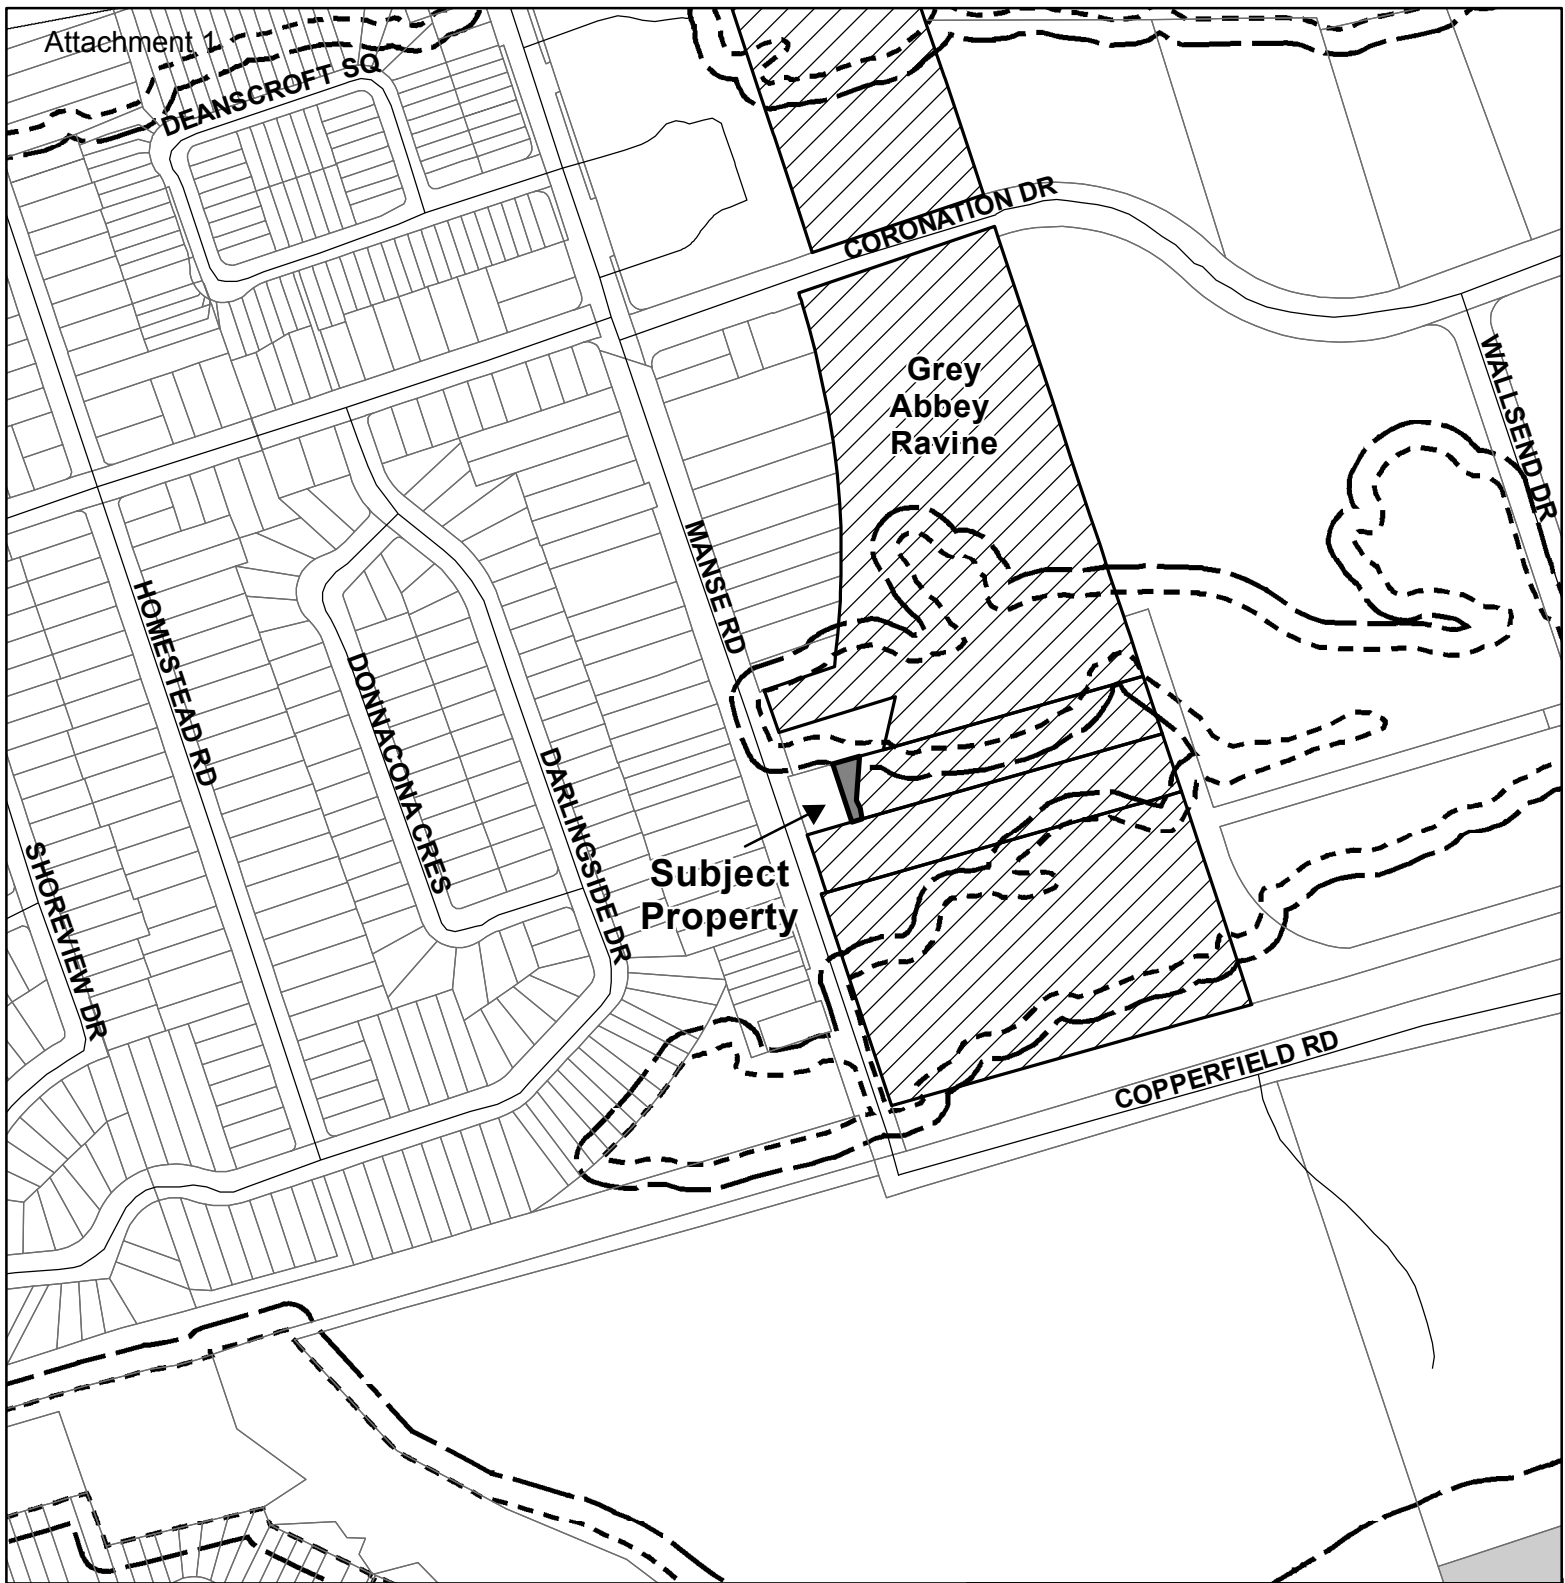 Attachment 1
DEANSCROFT SQ
CORONATION DR
WALLSEND DR
Grey
Abbey
Ravine
MANSE RD
HOMESTEAD RD
DONNACONA CRES
DARLINGSIDE DR
SHOREVIEW DR
Subject
Property
COPPERFIELD RD